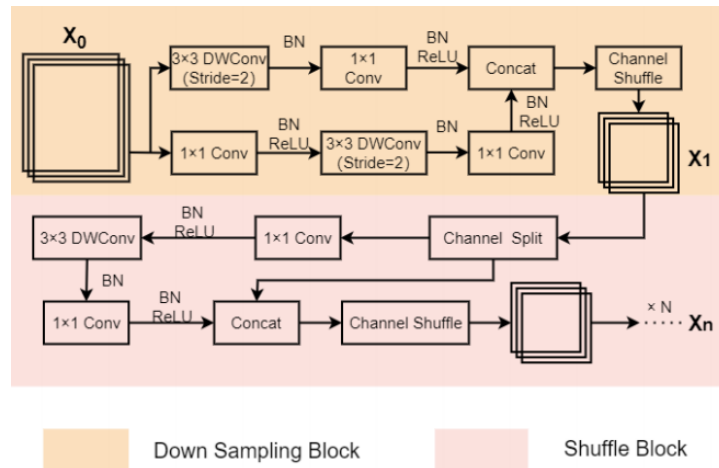 X0
3×3 DWConv
(Stride=2)
BN
1×1
Conv
BN
ReLU
Concat
Channel
Shuffle
1×1 Conv
BN
ReLU
3×3 DWConv
(Stride=2)
BN
1×1 Conv
BN
ReLU
X1
3×3 DWConv
BN
ReLU
1×1 Conv
Channel Split
BN
1×1 Conv
BN
ReLU
Concat
Channel Shuffle
× N
...... Xn
Down Sampling Block
Shuffle Block